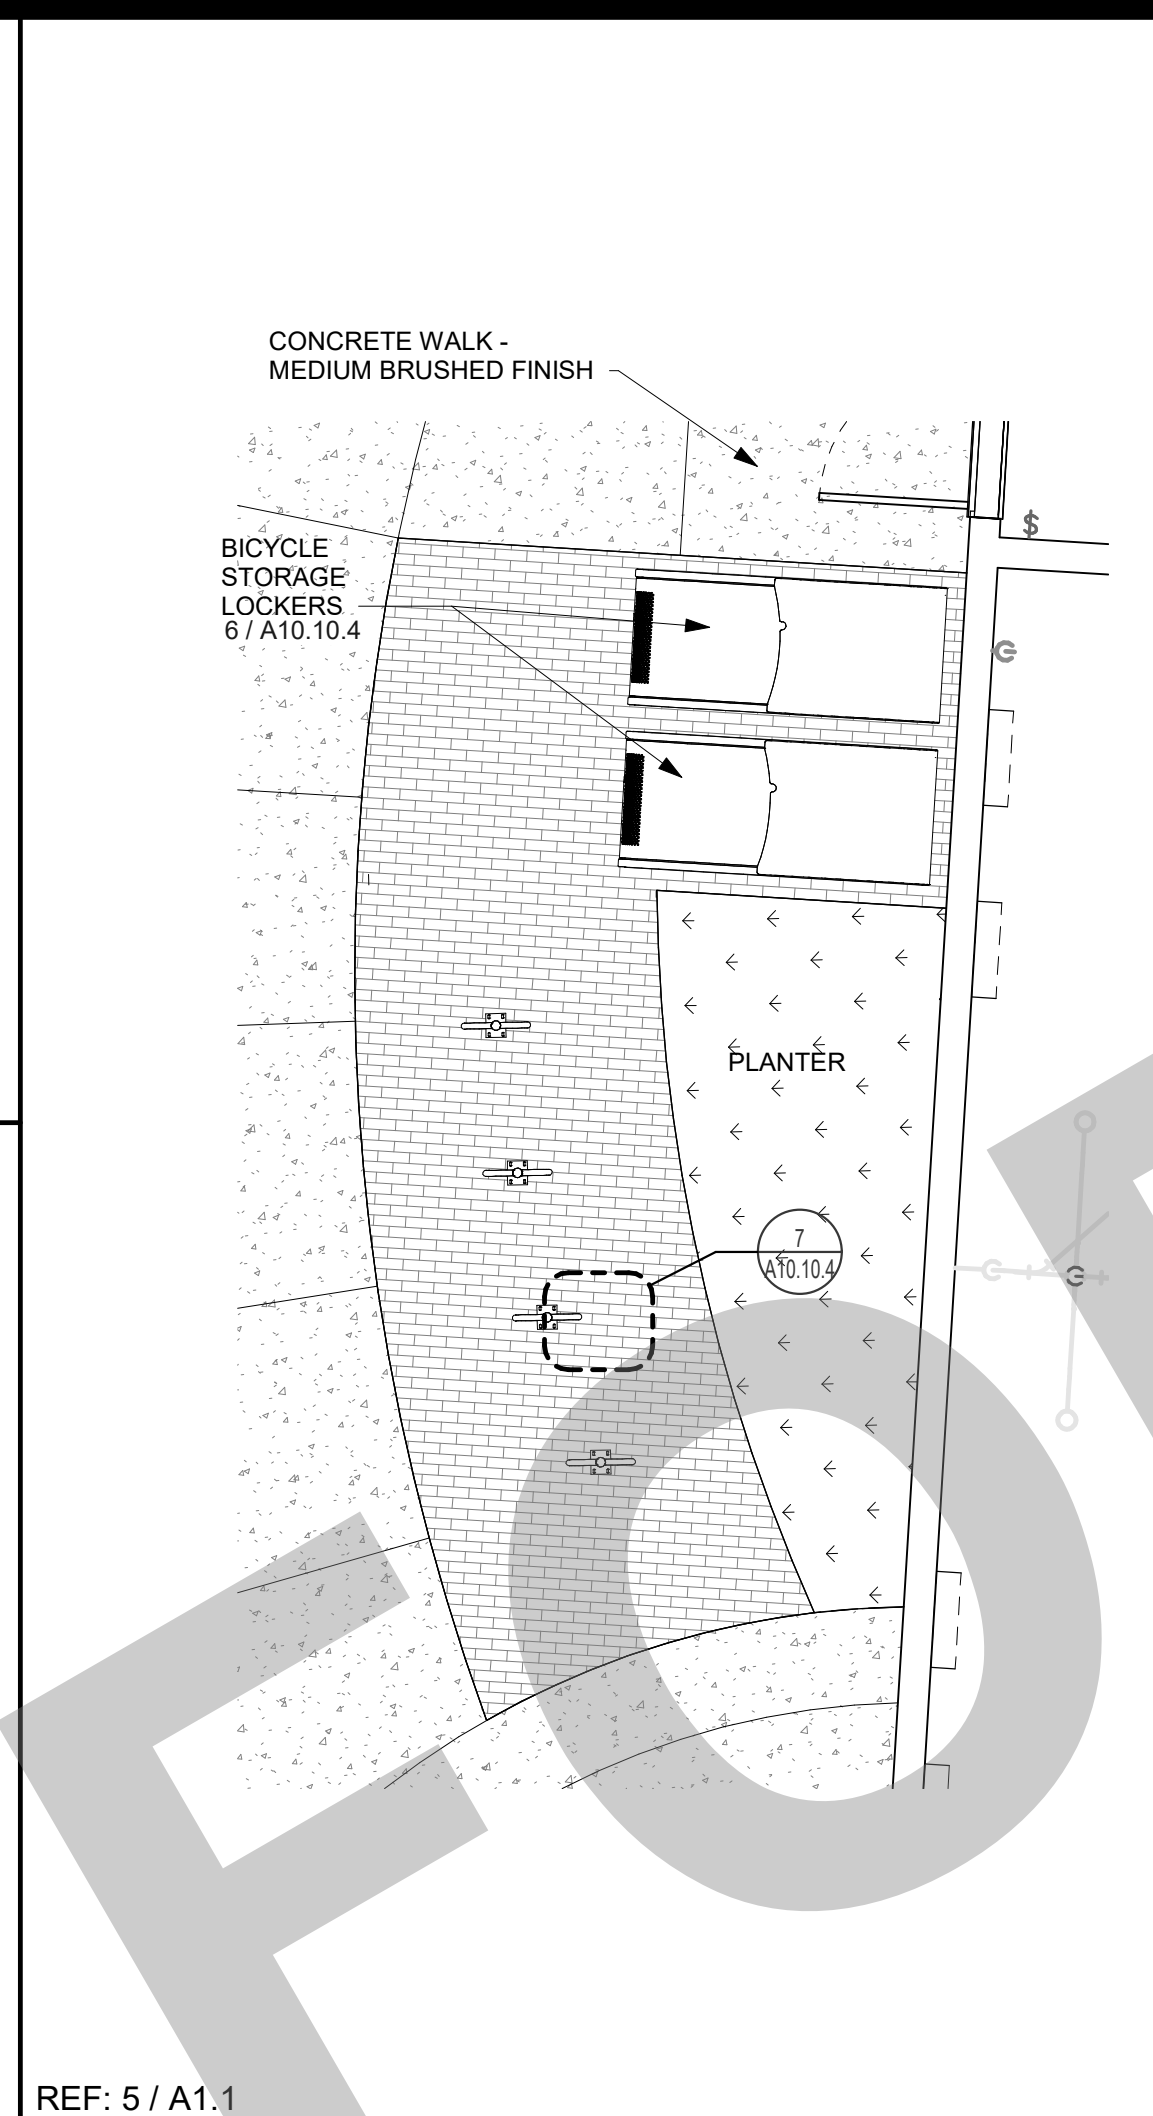 CONCRETE WALK -
MEDIUM BRUSHED FINISH
$
BICYCLE
STORAGE
LOCKERS
6 / A10.10.4
PLANTER
7
A10.10.4
FO
REF: 5 / A1.1